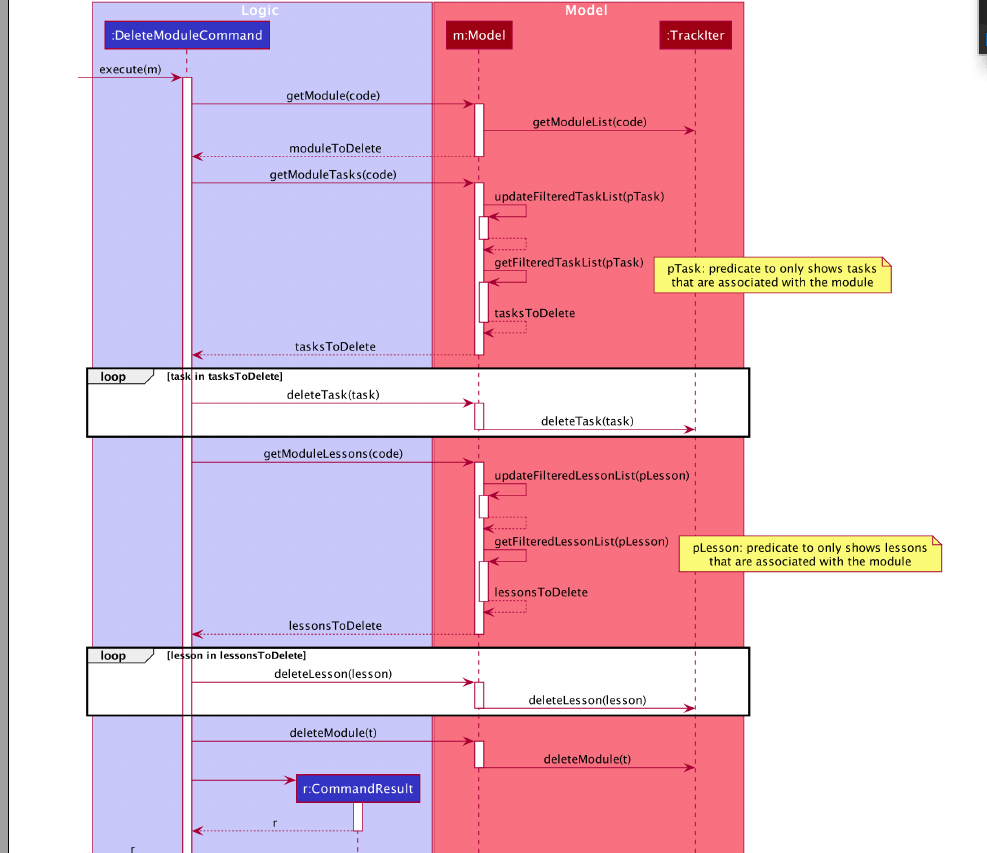 Logic
Model
:DeleteModuleCommand
m:Model
:TrackIter
execute(m)
getModule(code)
getModuleList(code)
moduleToDelete
getModuleTasks(code)
updateFilteredTaskList(pTask)
getFilteredTaskList(pTask)
pTask: predicate to only shows tasks
that are associated with the module
tasksToDelete
tasksToDelete
loop
[task in tasksToDelete]
deleteTask(task)
deleteTask(task)
getModuleLessons(code)
updateFilteredLessonList(pLesson)
getFilteredLessonList(pLesson)
pLesson: predicate to only shows lessons
that are associated with the module
lessonsToDelete
lessonsToDelete
loop
[lesson in lessonsToDelete]
deleteLesson(lesson)
deleteLesson(lesson)
deleteModule(t)
deleteModule(t)
r:CommandResult
r
r